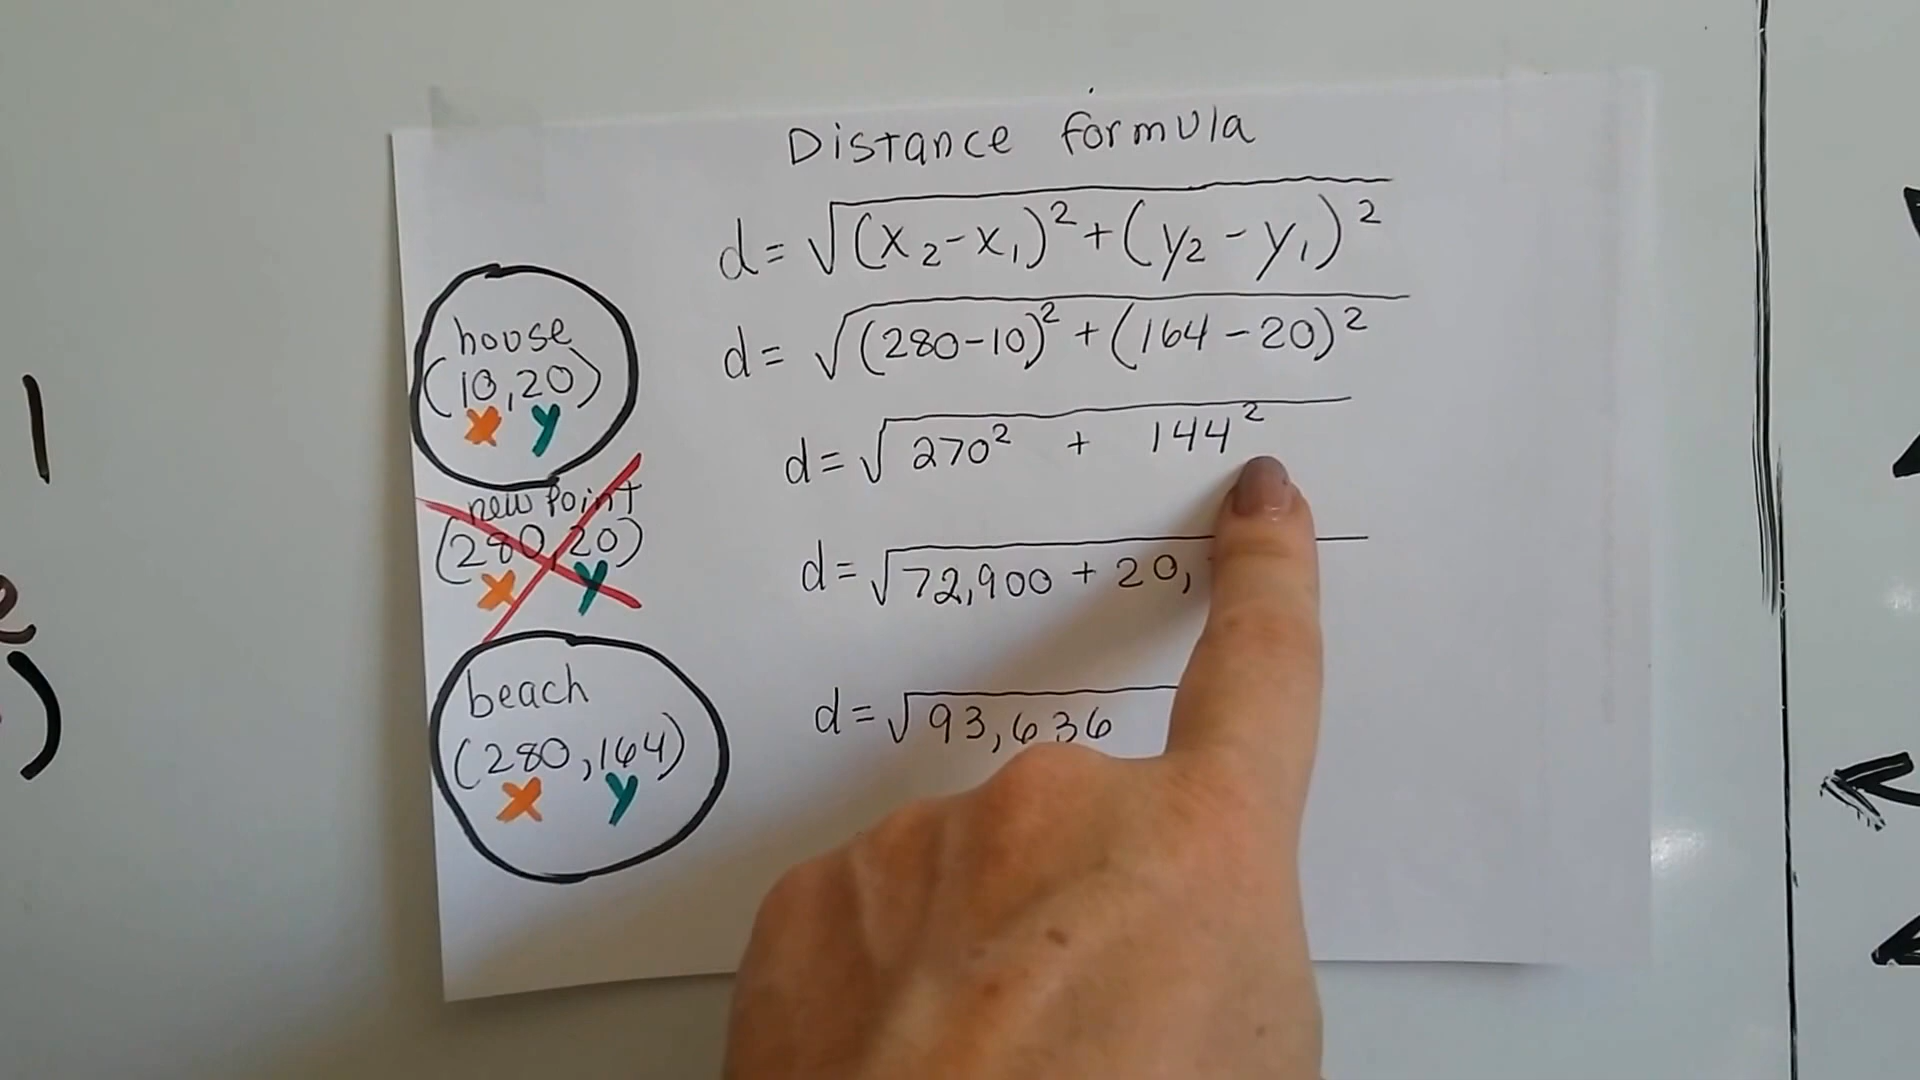 Distance formula
d = √(x₂-x₁)² + (y₂ - y₁)²
d = √(280-10)² + (164-20)²
d = √270² + 144²
d = √72,900 + 20,
d = √93,636
house
(10,20)
x y
new Point
(280,20)
x y
beach
(280,164)
x y